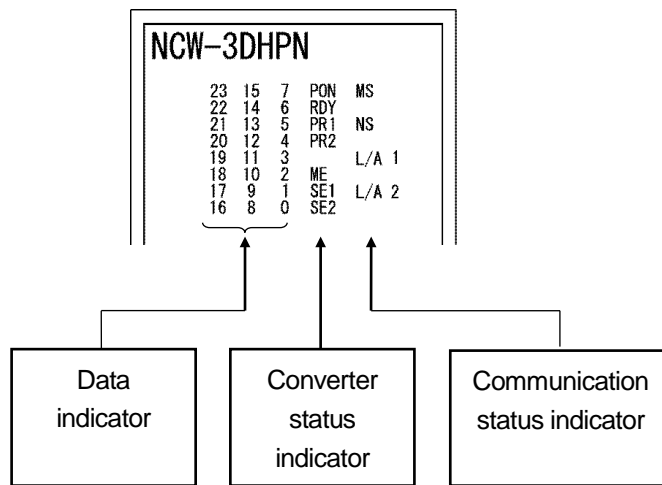 NCW-3DHPN
23 15 7 PON MS
22 14 6 RDY
21 13 5 PR1 NS
20 12 4 PR2
19 11 3 L/A 1
18 10 2 ME
17 9 1 SE1 L/A 2
16 8 0 SE2
Data
indicator
Converter
status
indicator
Communication
status indicator